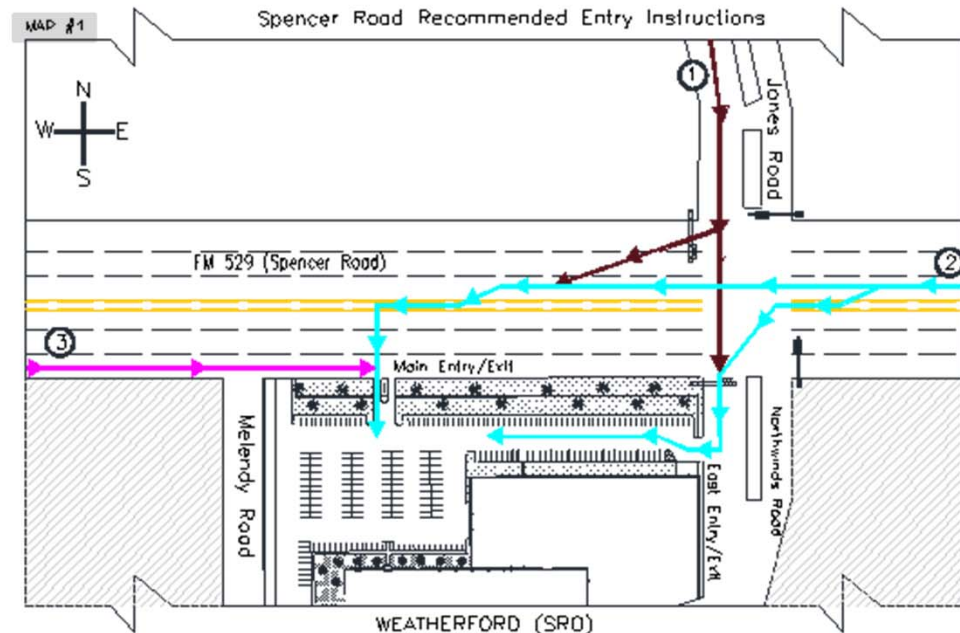 Spencer Road Recommended Entry Instructions
MAP #1
1
N
W E
S
Jones Road
FM 529 (Spencer Road)
2
3
Main Entry/Exit
Melendy Road
East Entry/Exit
Northwinds Road
WEATHERFORD (SRO)